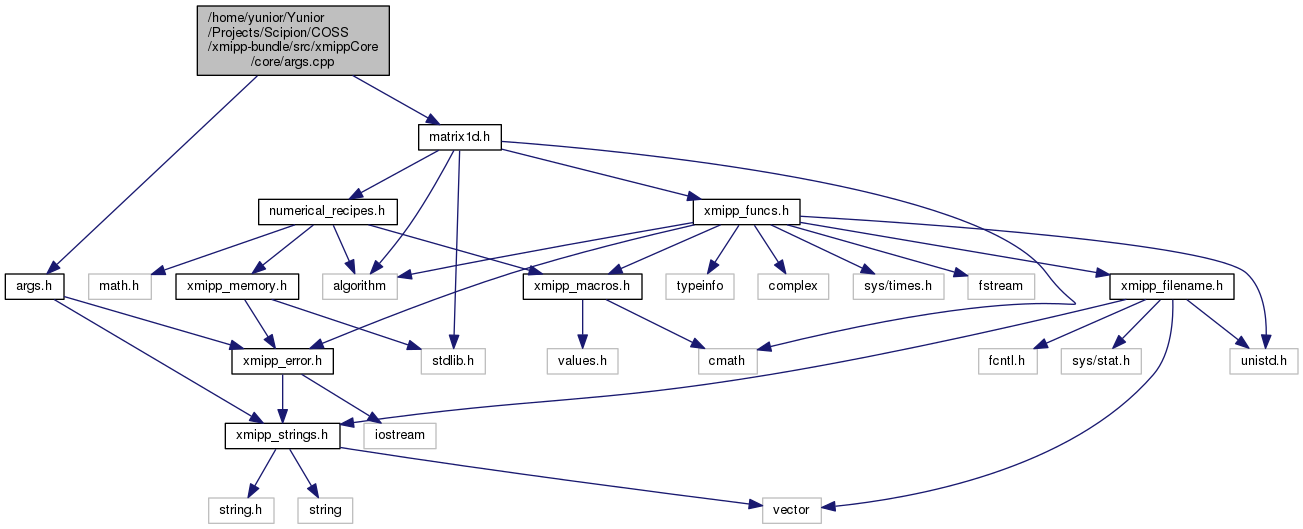 /home/yunior/Yunior
/Projects/Scipion/COSS
/xmipp-bundle/src/xmippCore
/core/args.cpp
matrix1d.h
numerical_recipes.h
xmipp_funcs.h
args.h
math.h
xmipp_memory.h
algorithm
xmipp_macros.h
typeinfo
complex
sys/times.h
fstream
xmipp_filename.h
xmipp_error.h
stdlib.h
values.h
cmath
fcntl.h
sys/stat.h
unistd.h
xmipp_strings.h
iostream
string.h
string
vector